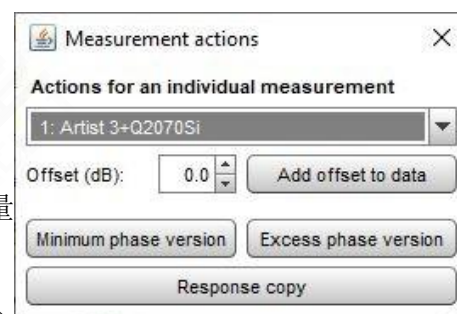 Measurement actions
Actions for an individual measurement
1: Artist 3+Q2070Si
Offset (dB): 0.0 Add offset to data
量
Minimum phase version Excess phase version
Response copy